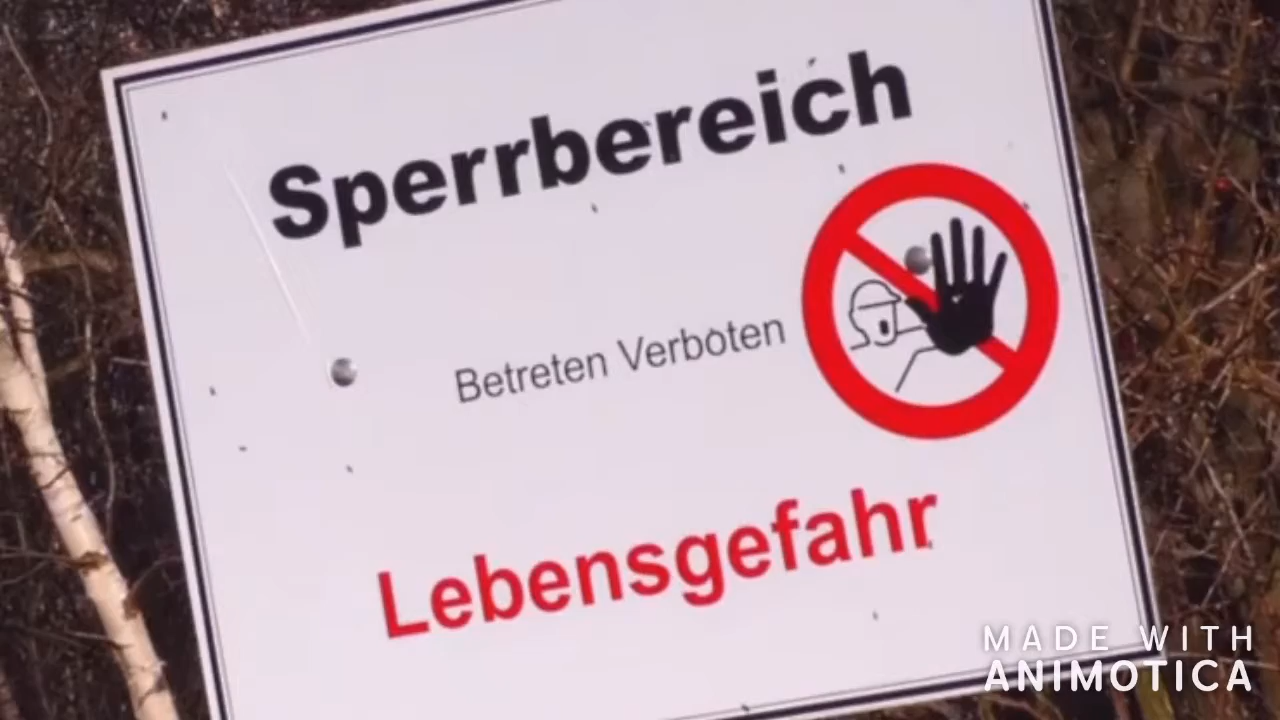 Sperrbereich
Betreten Verboten
Lebensgefahr
MADE WITH
ANIMOTICA